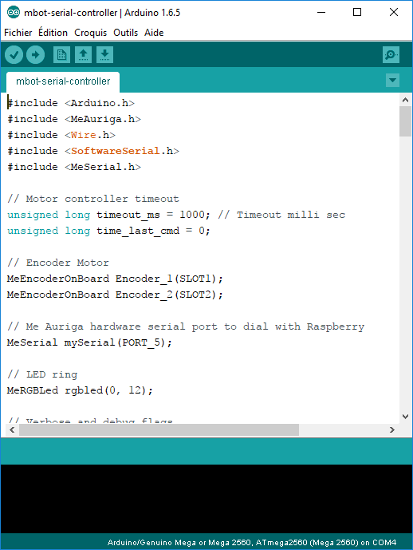 mbot-serial-controller | Arduino 1.6.5
Fichier Édition Croquis Outils Aide
mbot-serial-controller
#include <Arduino.h>
#include <MeAuriga.h>
#include <Wire.h>
#include <SoftwareSerial.h>
#include <MeSerial.h>
// Motor controller timeout
unsigned long timeout_ms = 1000; // Timeout milli sec
unsigned long time_last_cmd = 0;
// Encoder Motor
MeEncoderOnBoard Encoder_1(SLOT1);
MeEncoderOnBoard Encoder_2(SLOT2);
// Me Auriga hardware serial port to dial with Raspberry
MeSerial mySerial(PORT_5);
// LED ring
MeRGBLed rgbled(0, 12);
// Verbose and debug flags
Arduino/Genuino Mega or Mega 2560, ATmega2560 (Mega 2560) on COM4